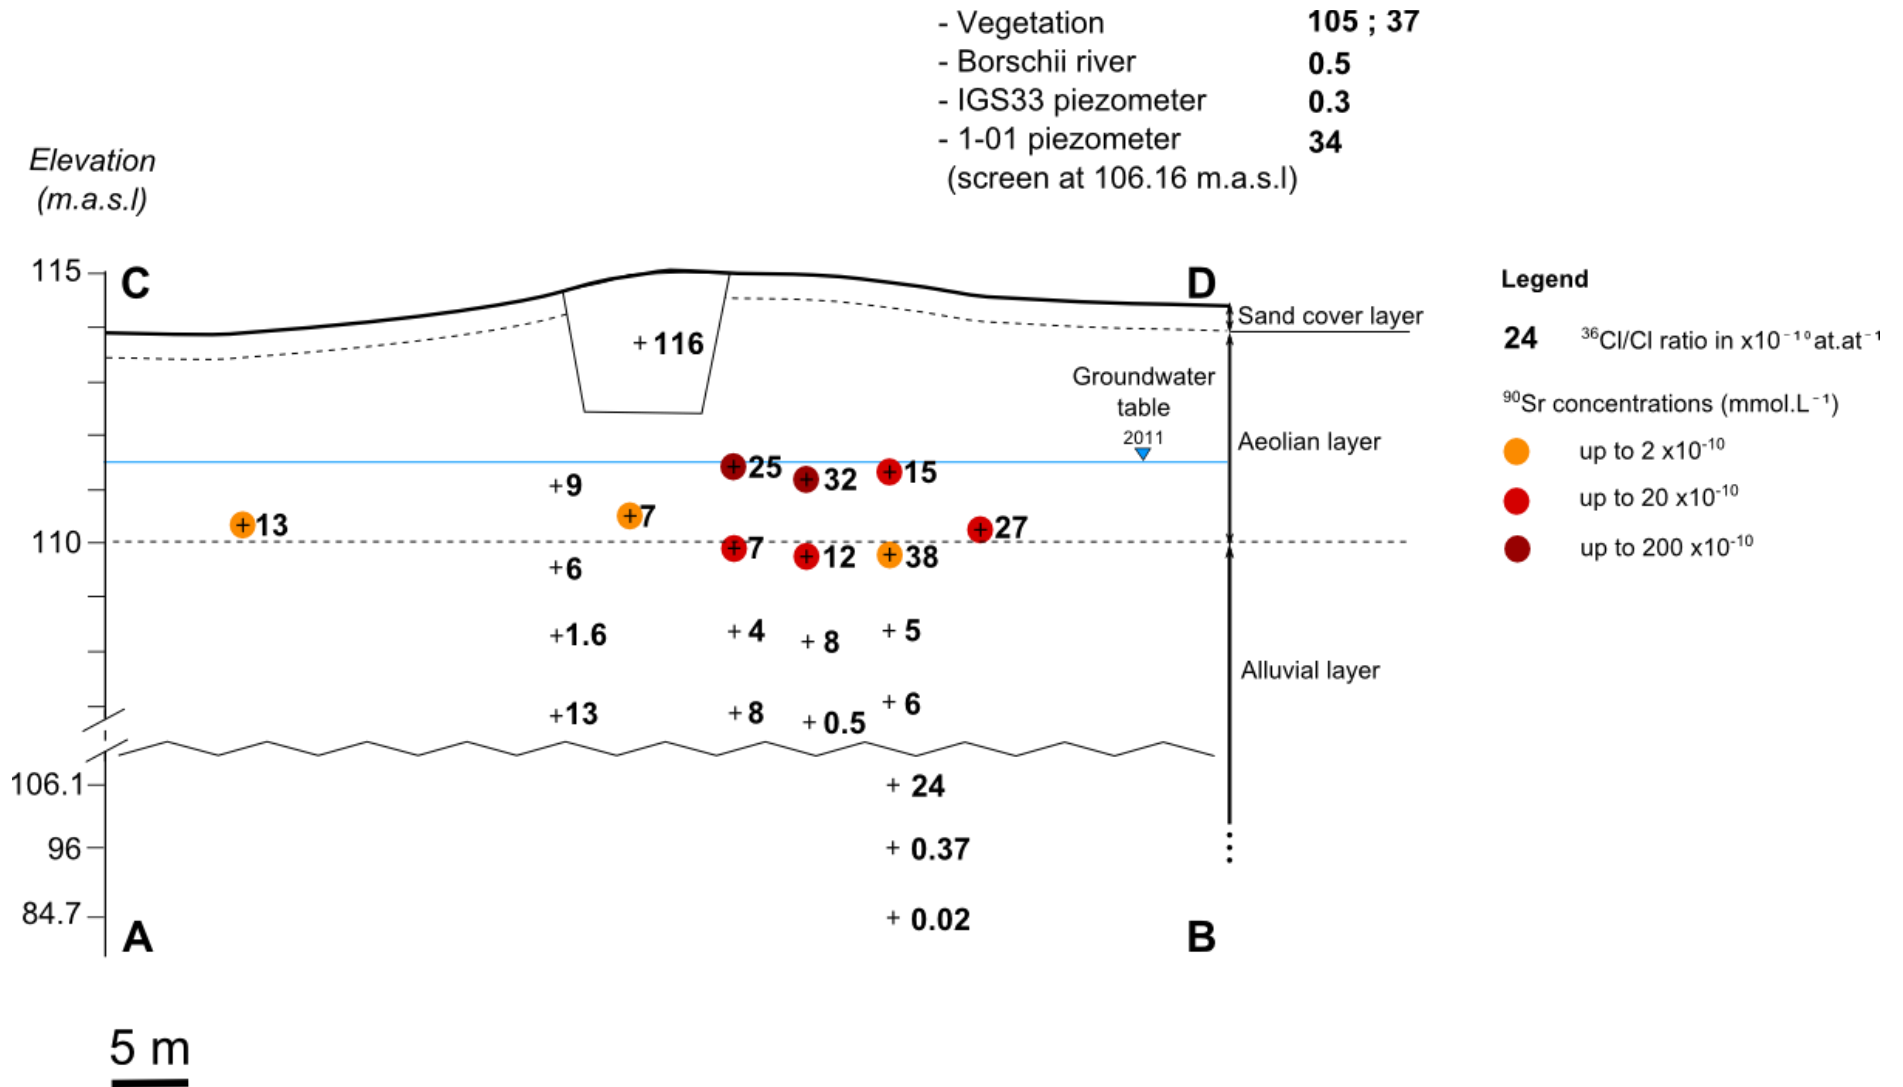 - Vegetation 105 ; 37
- Borschii river 0.5
- IGS33 piezometer 0.3
- 1-01 piezometer 34
(screen at 106.16 m.a.s.l)
Elevation
(m.a.s.l)
115
C
D
Sand cover layer
+ 116
Groundwater
table
2011
Aeolian layer
+ 25
+ 32
+ 15
+9
+ 13
+ 7
+ 27
110
+ 7
+ 12
+ 38
+6
+1.6
+ 4
+ 8
+ 5
Alluvial layer
+13
+ 8
+ 0.5
+ 6
106.1
+ 24
96
+ 0.37
84.7
+ 0.02
A
B
5 m
Legend
24 ³⁶Cl/Cl ratio in x10⁻¹⁰at.at⁻¹
⁹⁰Sr concentrations (mmol.L⁻¹)
up to 2 x10⁻¹⁰
up to 20 x10⁻¹⁰
up to 200 x10⁻¹⁰